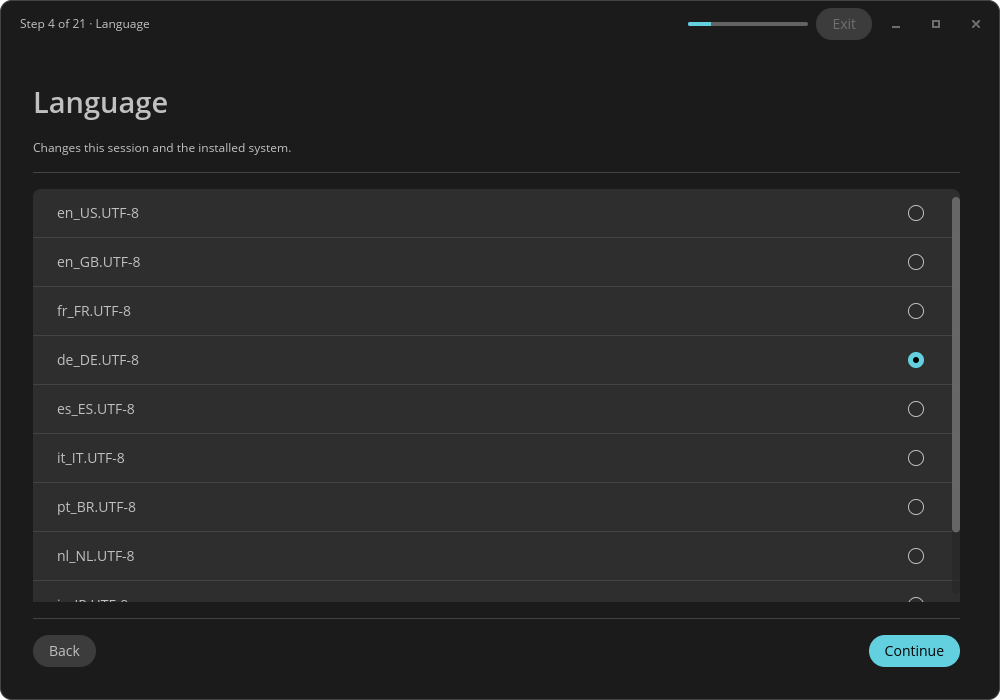 Step 4 of 21 · Language
Exit
Language
Changes this session and the installed system.
en_US.UTF-8
en_GB.UTF-8
fr_FR.UTF-8
de_DE.UTF-8
es_ES.UTF-8
it_IT.UTF-8
pt_BR.UTF-8
nl_NL.UTF-8
Back
Continue